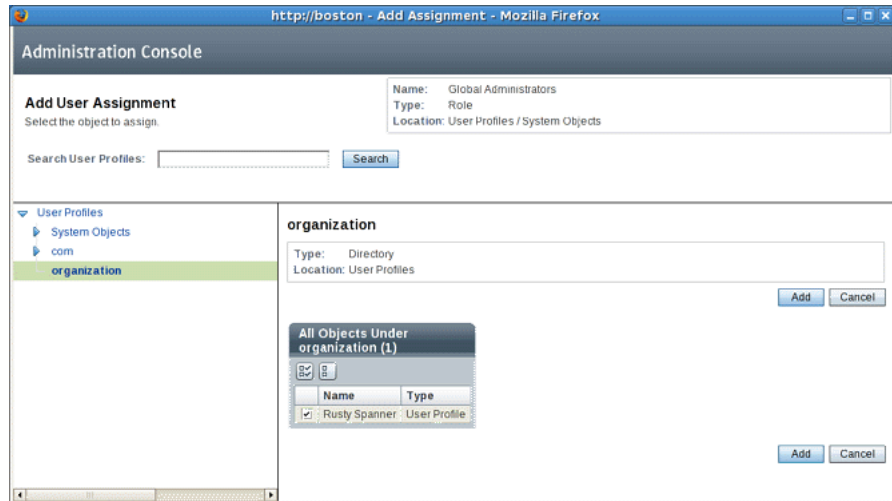 http://boston - Add Assignment - Mozilla Firefox
Administration Console
Add User Assignment
Select the object to assign.
Name: Global Administrators
Type: Role
Location: User Profiles / System Objects
Search User Profiles:
Search
User Profiles
System Objects
com
organization
organization
Type: Directory
Location: User Profiles
Add Cancel
All Objects Under
organization (1)
Name Type
Rusty Spanner User Profile
Add Cancel